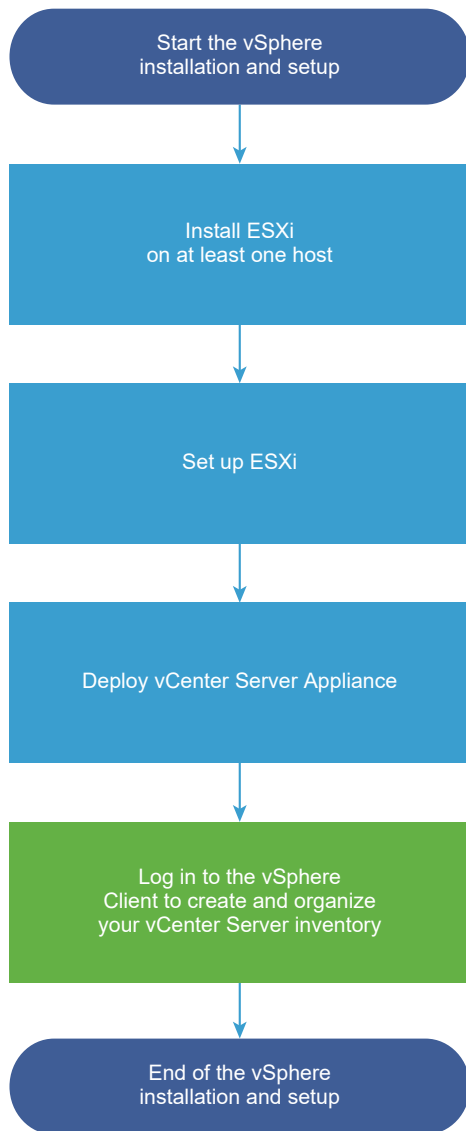 Start the vSphere
installation and setup
Install ESXi
on at least one host
Set up ESXi
Deploy vCenter Server Appliance
Log in to the vSphere
Client to create and organize
your vCenter Server inventory
End of the vSphere
installation and setup